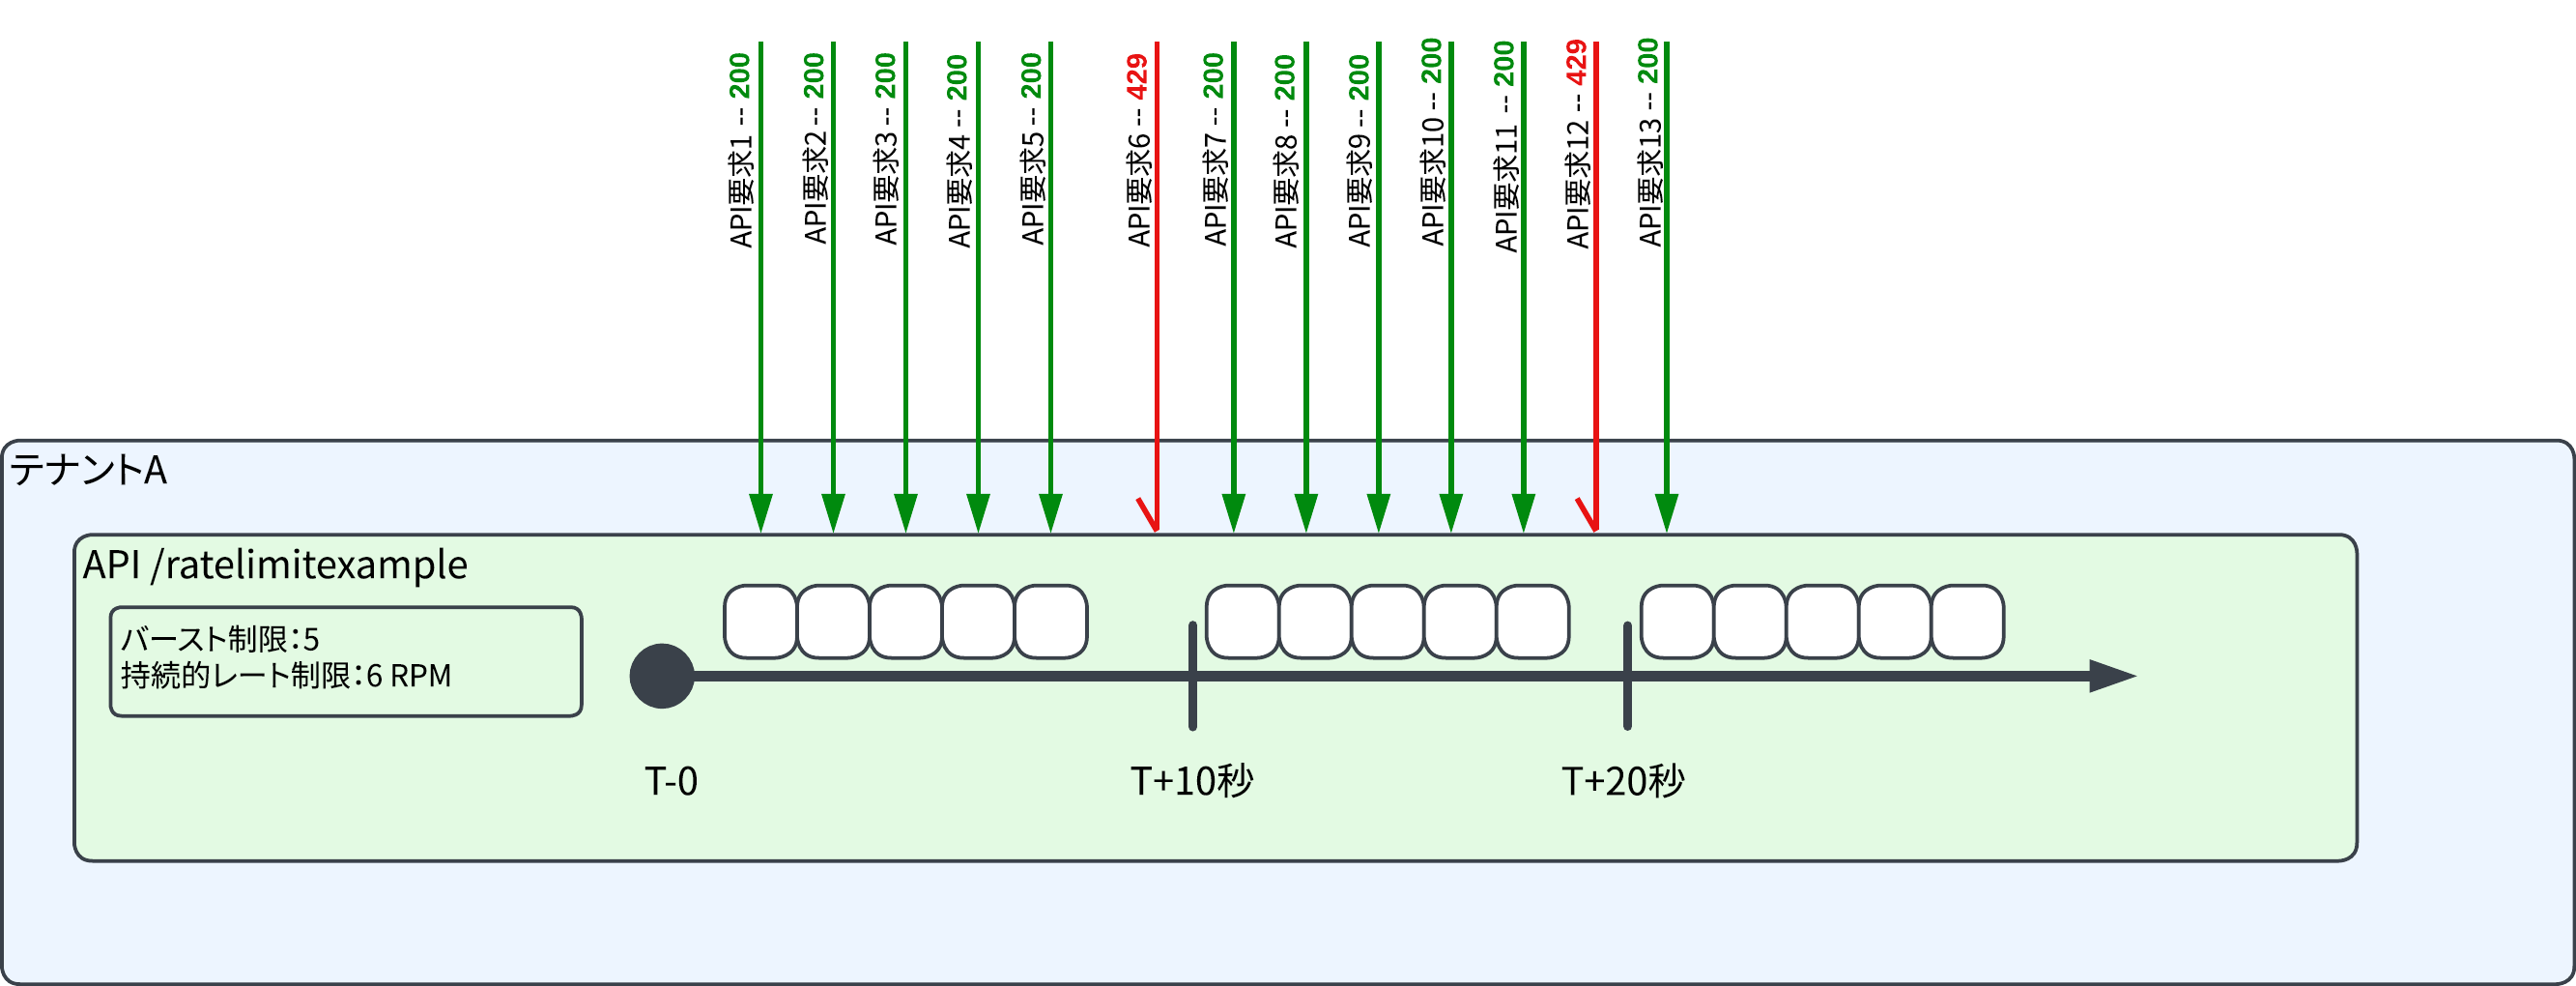 API要求1 -- 200
API要求2 -- 200
API要求3 -- 200
API要求4 -- 200
API要求5 -- 200
API要求6 -- 429
API要求7 -- 200
API要求8 -- 200
API要求9 -- 200
API要求10 -- 200
API要求11 -- 200
API要求12 -- 429
API要求13 -- 200
テナントA
API /ratelimitexample
バースト制限：5
持続的レート制限：6 RPM
T-0
T+10秒
T+20秒